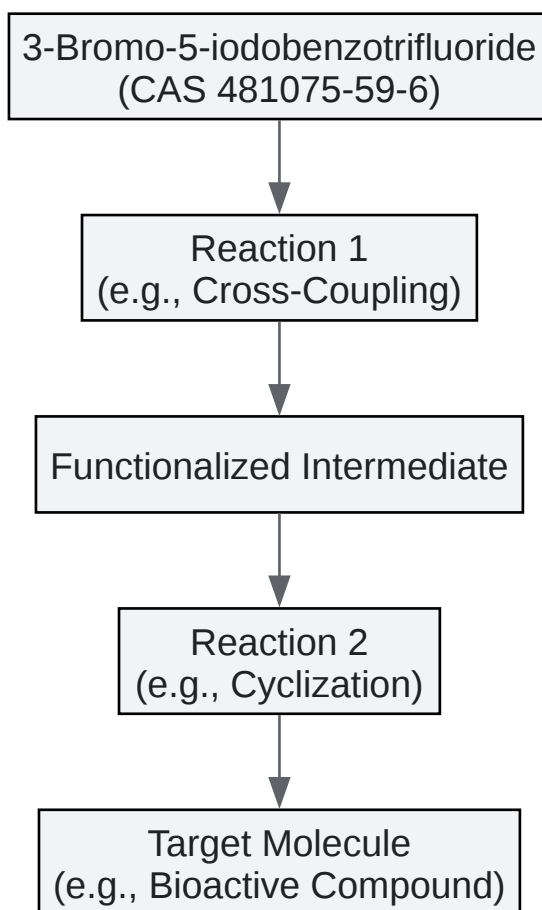 3-Bromo-5-iodobenzotrifluoride
(CAS 481075-59-6)
Reaction 1
(e.g., Cross-Coupling)
Functionalized Intermediate
Reaction 2
(e.g., Cyclization)
Target Molecule
(e.g., Bioactive Compound)